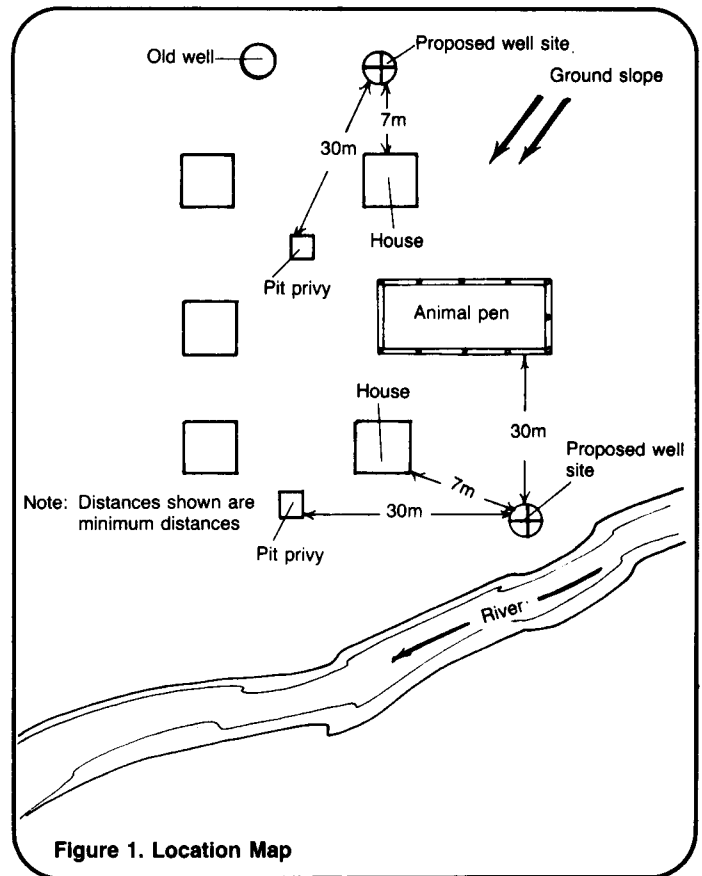 Old well
Proposed well site
Ground slope
7m
30m
House
Pit privy
Animal pen
House
30m
Proposed well
site
7m
Note: Distances shown are
minimum distances
30m
Pit privy
River
Figure 1. Location Map